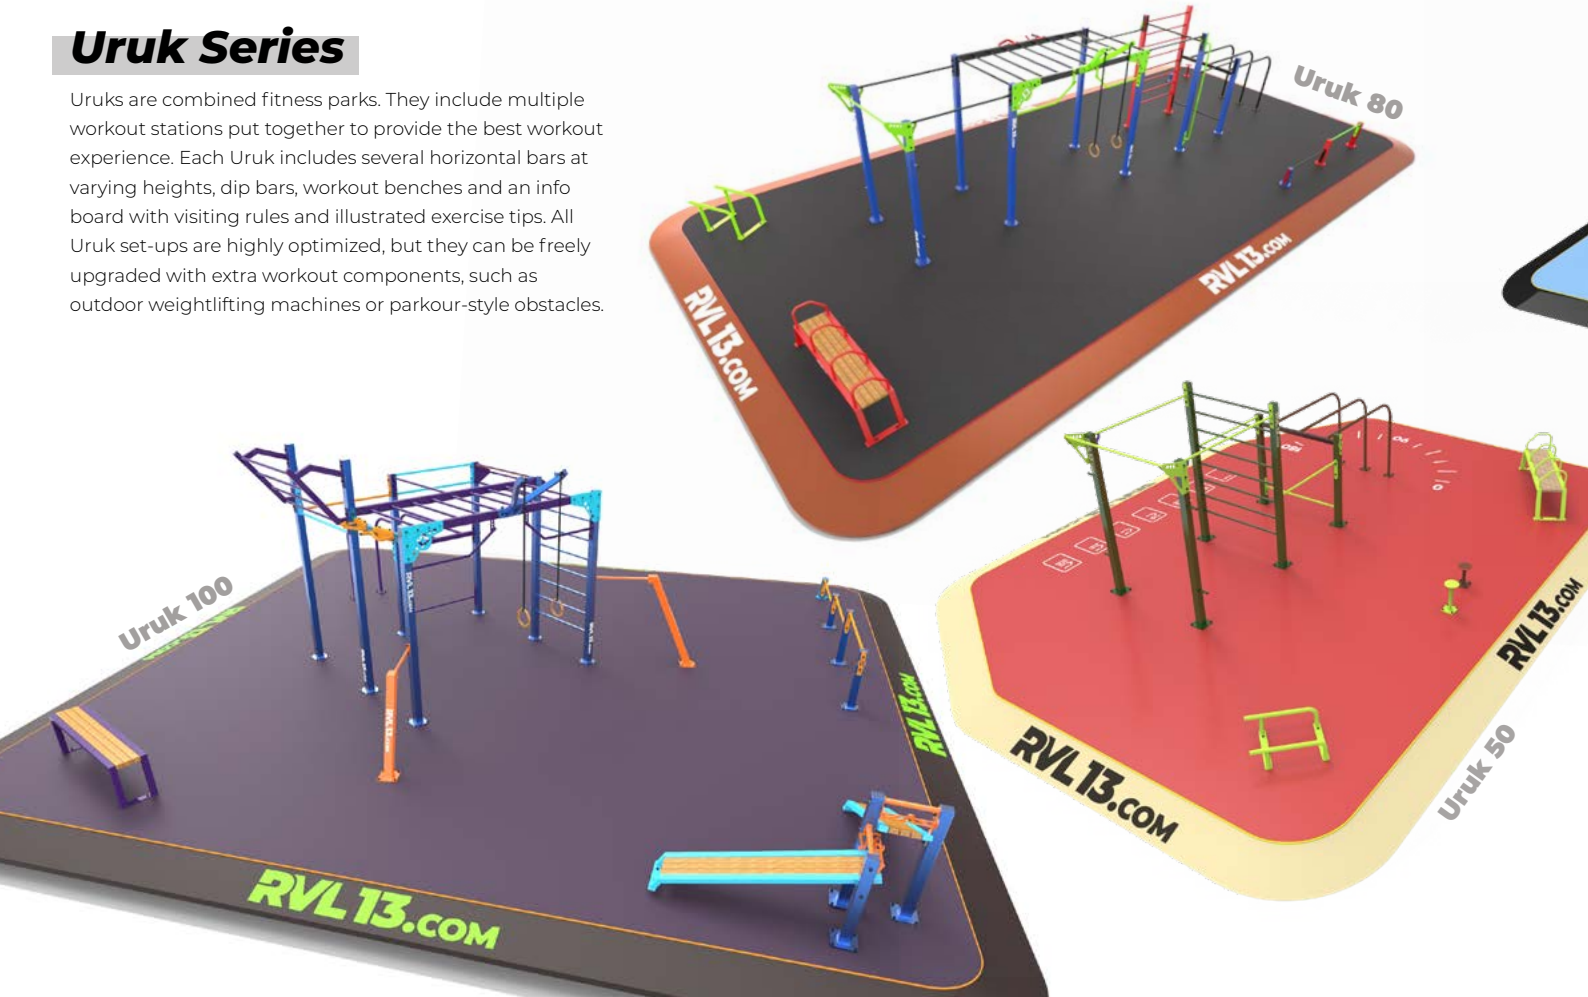 Uruk Series
Uruks are combined fitness parks. They include multiple
workout stations put together to provide the best workout
experience. Each Uruk includes several horizontal bars at
varying heights, dip bars, workout benches and an info
board with visiting rules and illustrated exercise tips. All
Uruk set-ups are highly optimized, but they can be freely
upgraded with extra workout components, such as
outdoor weightlifting machines or parkour-style obstacles.
Uruk 80
RVL13.COM
RVL13.COM
Uruk 100
RVL13.COM
RVL13.COM
Uruk 50
RVL13.COM
RVL13.COM